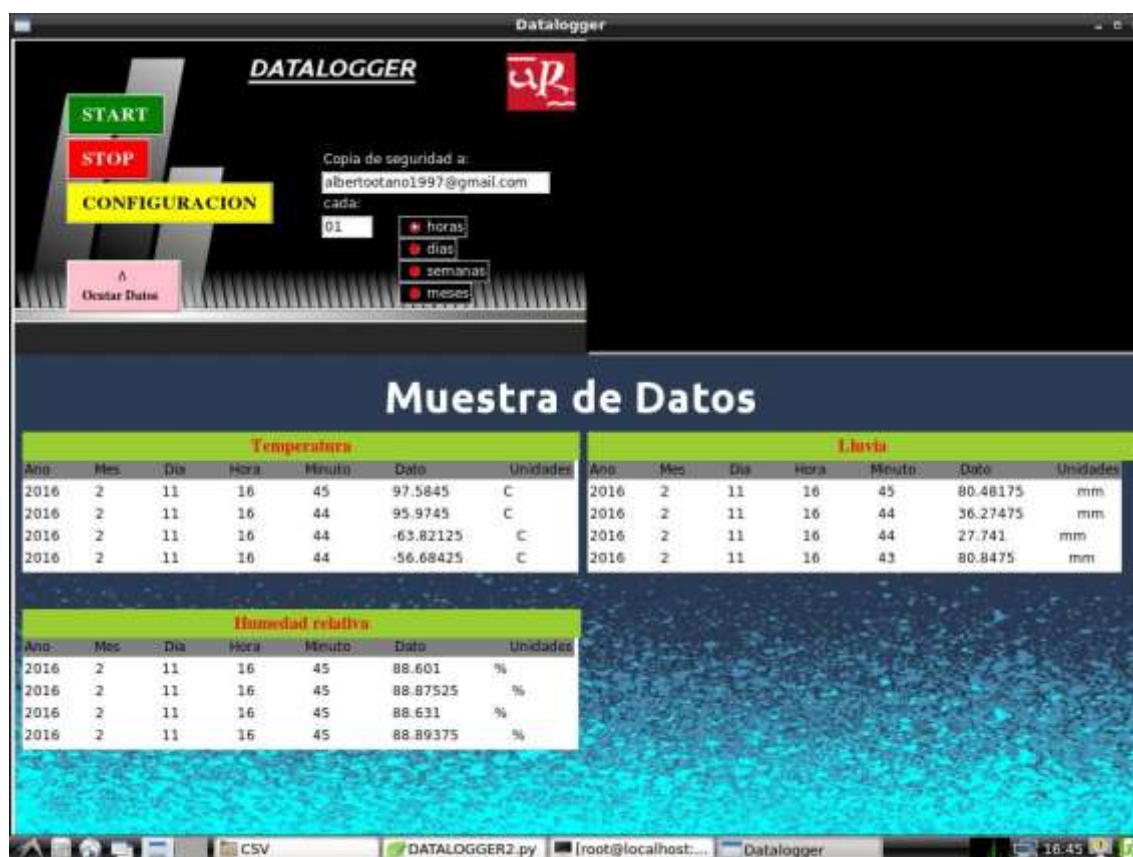 Datalogger
DATALOGGER
UR
START
STOP
CONFIGURACION
Copia de seguridad a:
albertootano1997@gmail.com
cada:
01
horas
dias
semanas
meses
^
Ocutar Datos
Muestra de Datos
Temperatura
Ano Mes Dia Hora Minuto Dato Unidades
2016 2 11 16 45 97.5845 C
2016 2 11 16 44 95.9745 C
2016 2 11 16 44 -63.82125 C
2016 2 11 16 44 -56.68425 C
Lluvia
Ano Mes Dia Hora Minuto Dato Unidades
2016 2 11 16 45 80.48175 mm
2016 2 11 16 44 36.27475 mm
2016 2 11 16 44 27.741 mm
2016 2 11 16 43 80.8475 mm
Humedad relativa
Ano Mes Dia Hora Minuto Dato Unidades
2016 2 11 16 45 88.601 %
2016 2 11 16 45 88.87525 %
2016 2 11 16 45 88.631 %
2016 2 11 16 45 88.89375 %
CSV DATALOGGER2.py [root@localhost:... Datalogger 16:45